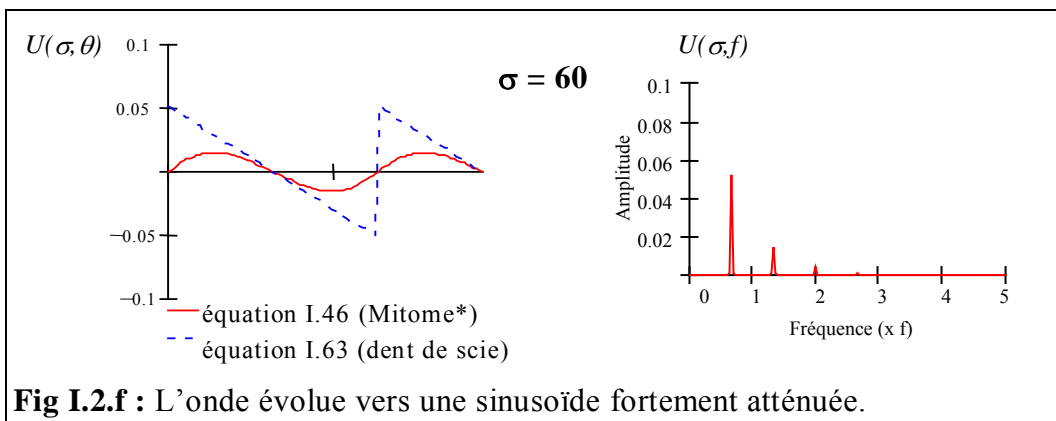 U(σ,θ)
0.1
0.05
−0.05
−0.1
σ = 60
U(σ,f)
Amplitude
0.1
0.08
0.06
0.04
0.02
0 1 2 3 4 5
Fréquence (x f)
équation I.46 (Mitome*)
équation I.63 (dent de scie)
Fig I.2.f : L’onde évolue vers une sinusoïde fortement atténuée.